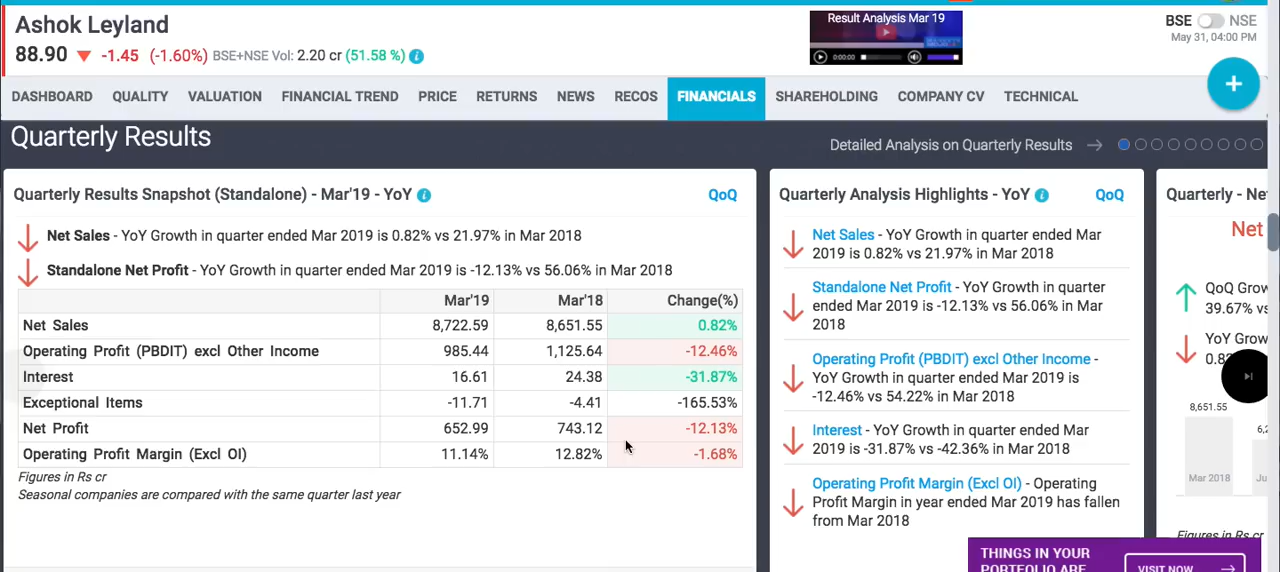 Ashok Leyland
88.90 -1.45 (-1.60%) BSE+NSE Vol: 2.20 cr (51.58 %) i
Result Analysis Mar 19
0:00:00
BSE NSE
May 31, 04:00 PM
+
DASHBOARD QUALITY VALUATION FINANCIAL TREND PRICE RETURNS NEWS RECOS FINANCIALS SHAREHOLDING COMPANY CV TECHNICAL
Quarterly Results
Detailed Analysis on Quarterly Results →
Quarterly Results Snapshot (Standalone) - Mar'19 - YoY i QoQ
Net Sales - YoY Growth in quarter ended Mar 2019 is 0.82% vs 21.97% in Mar 2018
Standalone Net Profit - YoY Growth in quarter ended Mar 2019 is -12.13% vs 56.06% in Mar 2018
Mar'19 Mar'18 Change(%)
Net Sales 8,722.59 8,651.55 0.82%
Operating Profit (PBDIT) excl Other Income 985.44 1,125.64 -12.46%
Interest 16.61 24.38 -31.87%
Exceptional Items -11.71 -4.41 -165.53%
Net Profit 652.99 743.12 -12.13%
Operating Profit Margin (Excl OI) 11.14% 12.82% -1.68%
Figures in Rs cr
Seasonal companies are compared with the same quarter last year
Quarterly Analysis Highlights - YoY i QoQ
Net Sales - YoY Growth in quarter ended Mar
2019 is 0.82% vs 21.97% in Mar 2018
Standalone Net Profit - YoY Growth in quarter
ended Mar 2019 is -12.13% vs 56.06% in Mar
2018
Operating Profit (PBDIT) excl Other Income -
YoY Growth in quarter ended Mar 2019 is
-12.46% vs 54.22% in Mar 2018
Interest - YoY Growth in quarter ended Mar
2019 is -31.87% vs -42.36% in Mar 2018
Operating Profit Margin (Excl OI) - Operating
Profit Margin in year ended Mar 2019 has fallen
from Mar 2018
Quarterly - Ne
Net
QoQ Grow
39.67% vs
YoY Grow
0.8
8,651.55
6,2
Mar 2018
Ju
Figures in Rs cr
THINGS IN YOUR
PORTFOLIO ARE
VISIT NOW →